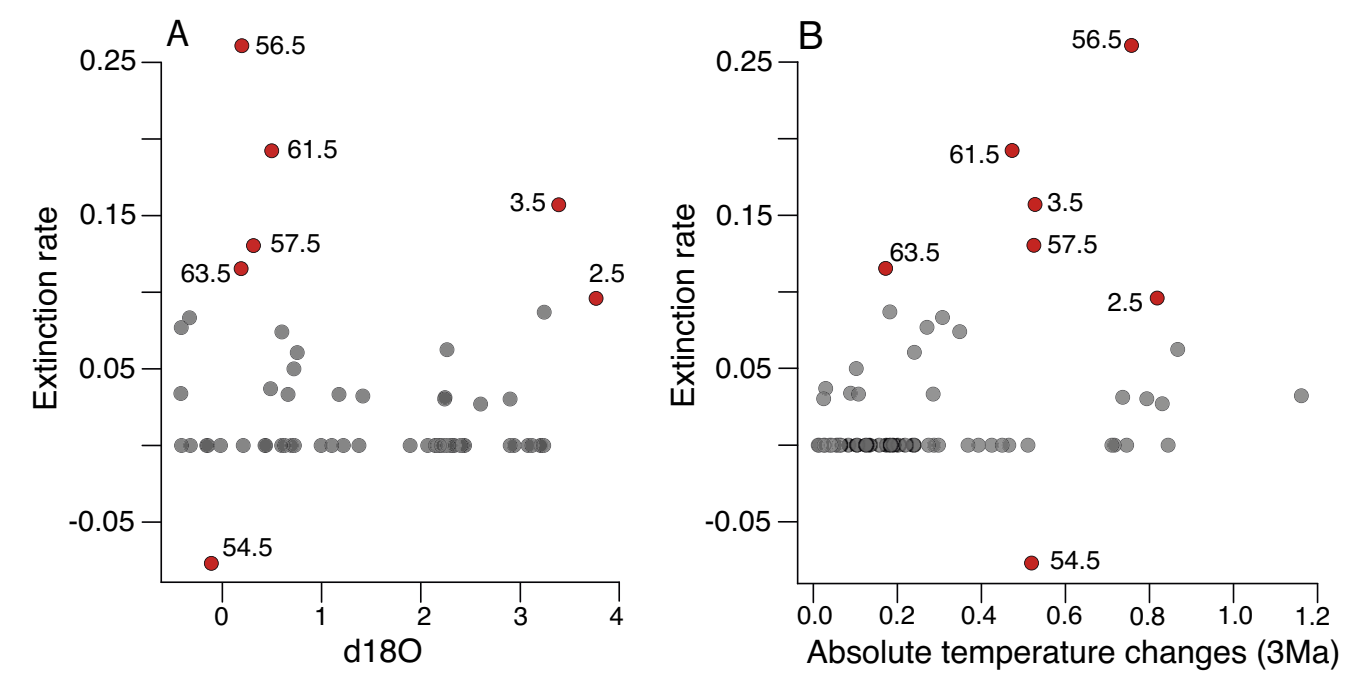 A
56.5
0.25
61.5
3.5
0.15
57.5
63.5
2.5
0.05
-0.05
54.5
Extinction rate
0 1 2 3 4
d18O
B
56.5
0.25
61.5
3.5
0.15
57.5
63.5
2.5
0.05
-0.05
54.5
Extinction rate
0.0 0.2 0.4 0.6 0.8 1.0 1.2
Absolute temperature changes (3Ma)